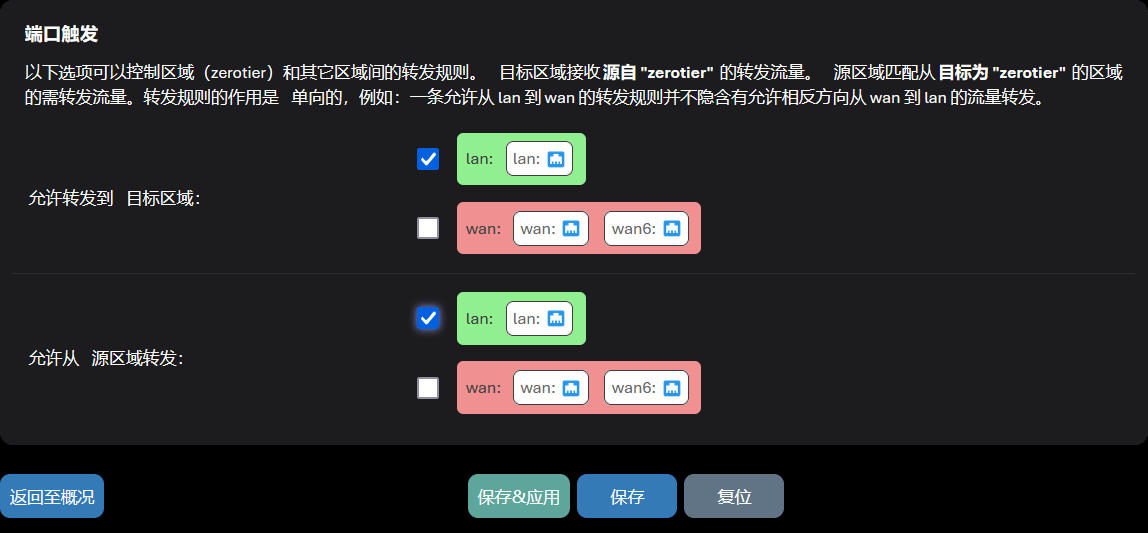 端口触发
以下选项可以控制区域（zerotier）和其它区域间的转发规则。 目标区域接收源自 "zerotier" 的转发流量。 源区域匹配从目标为 "zerotier" 的区域
的需转发流量。转发规则的作用是 单向的，例如：一条允许从 lan 到 wan 的转发规则并不隐含有允许相反方向从 wan 到 lan 的流量转发。
允许转发到 目标区域：
lan: lan:
wan: wan: wan6:
允许从 源区域转发：
lan: lan:
wan: wan: wan6:
返回至概况 保存&应用 保存 复位